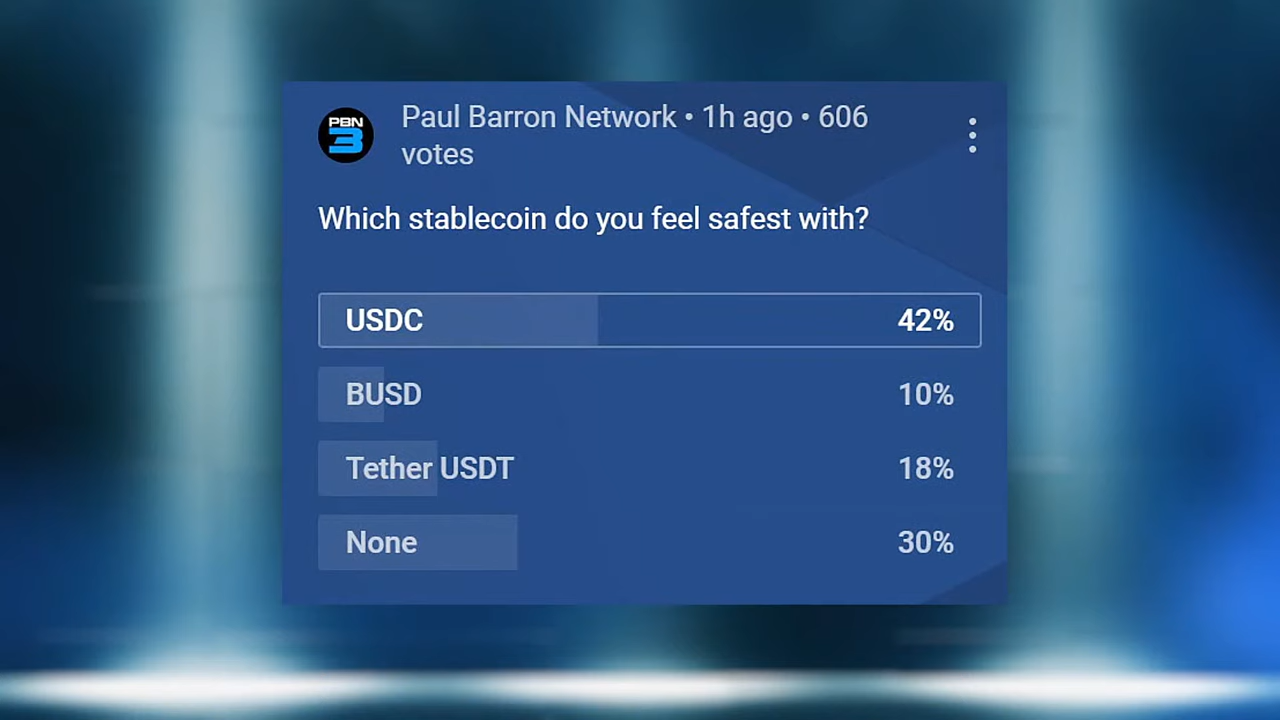 PBN
3
Paul Barron Network • 1h ago • 606
votes
Which stablecoin do you feel safest with?
USDC 42%
BUSD 10%
Tether USDT 18%
None 30%